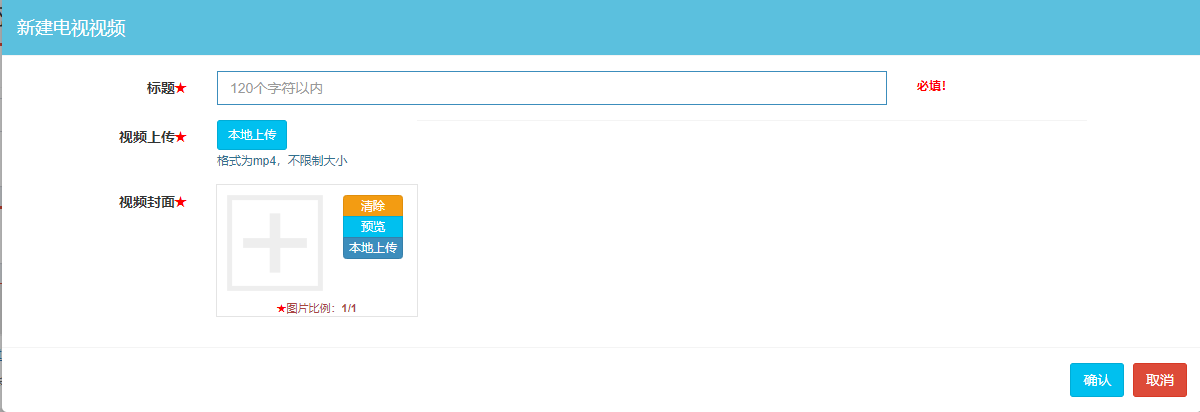 新建电视视频
标题★
120个字符以内
必填!
视频上传★
本地上传
格式为mp4，不限制大小
视频封面★
清除
预览
本地上传
★图片比例：1/1
确认
取消